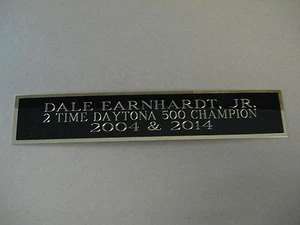 DALE EARNHARDT, JR.
2 TIME DAYTONA 500 CHAMPION
2004 & 2014